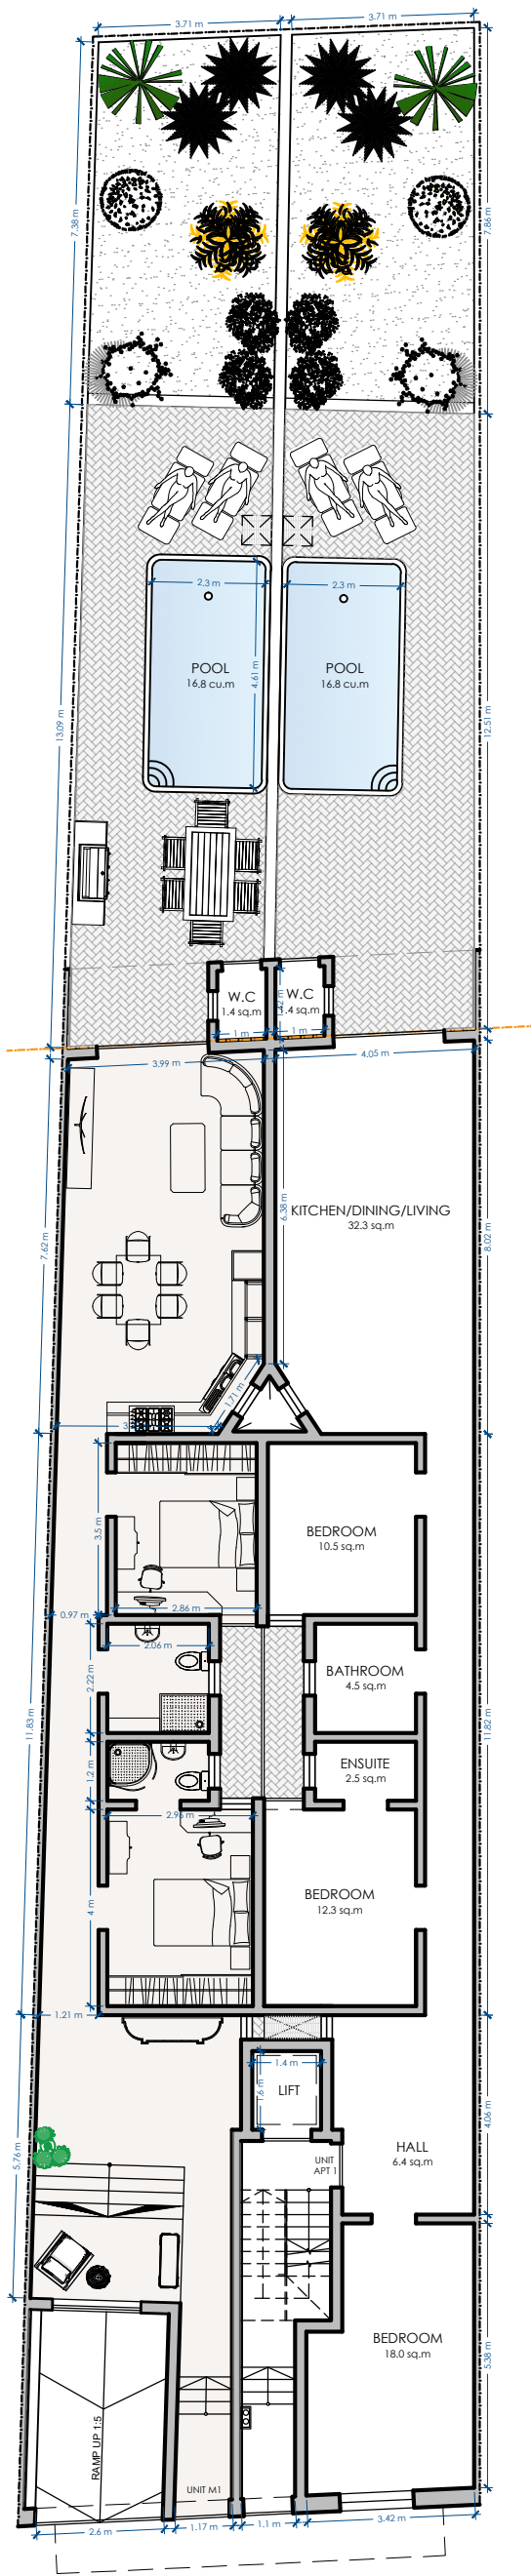 3.71 m
3.71 m
7.38 m
7.86 m
2.3 m
2.3 m
POOL
16.8 cu.m
POOL
16.8 cu.m
4.61 m
13.09 m
12.51 m
W.C
1.4 sq.m
W.C
1.4 sq.m
1 m
1 m
3.99 m
4.05 m
KITCHEN/DINING/LIVING
32.3 sq.m
6.38 m
7.62 m
8.02 m
1.71 m
3.5 m
BEDROOM
10.5 sq.m
2.86 m
0.97 m
2.06 m
2.22 m
BATHROOM
4.5 sq.m
11.83 m
11.82 m
1.2 m
ENSUITE
2.5 sq.m
2.96 m
BEDROOM
12.3 sq.m
4 m
1.21 m
1.4 m
1.6 m
LIFT
4.06 m
5.76 m
HALL
6.4 sq.m
UNIT
APT 1
BEDROOM
18.0 sq.m
5.38 m
RAMP UP 1:5
UNIT M1
2.6 m
1.17 m
1.1 m
3.42 m